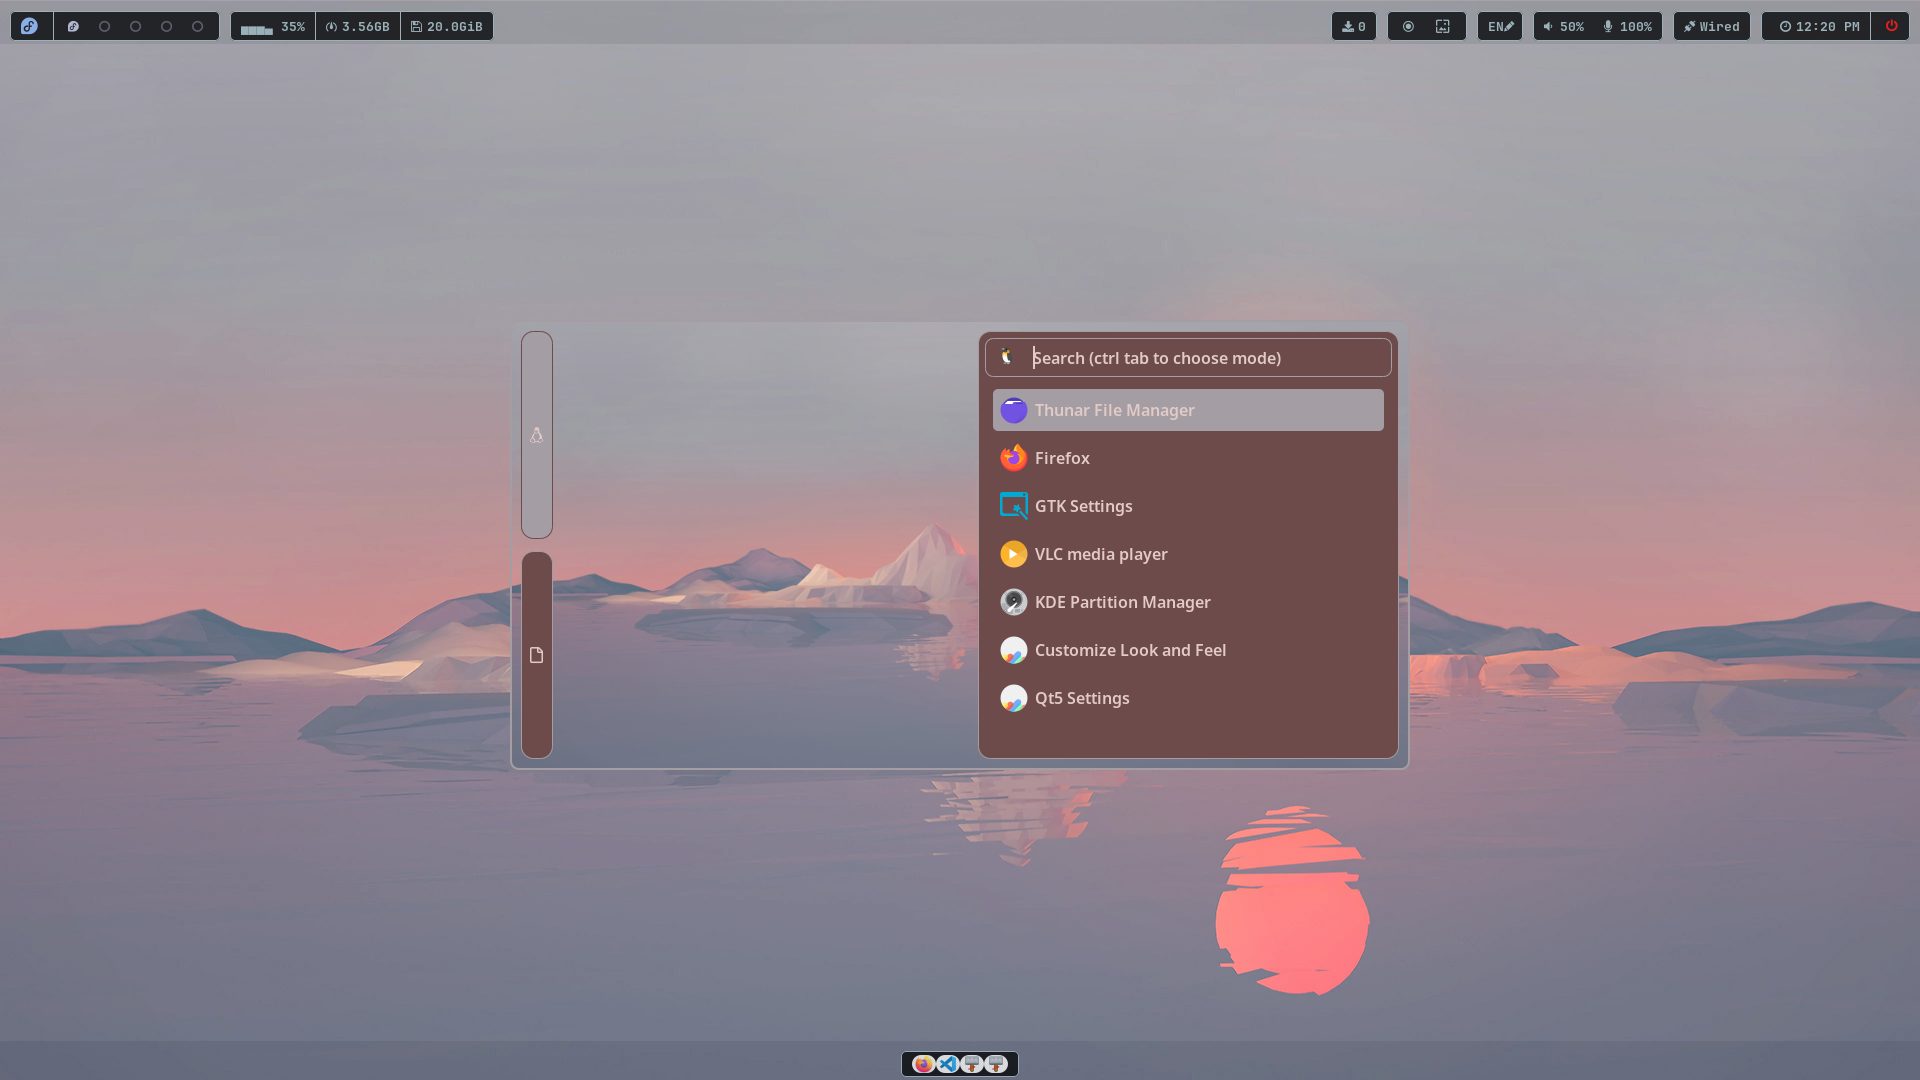 35% 3.56GB 20.0GiB 0 EN 50% 100% Wired 12:20 PM
Search (ctrl tab to choose mode)
Thunar File Manager
Firefox
GTK Settings
VLC media player
KDE Partition Manager
Customize Look and Feel
Qt5 Settings